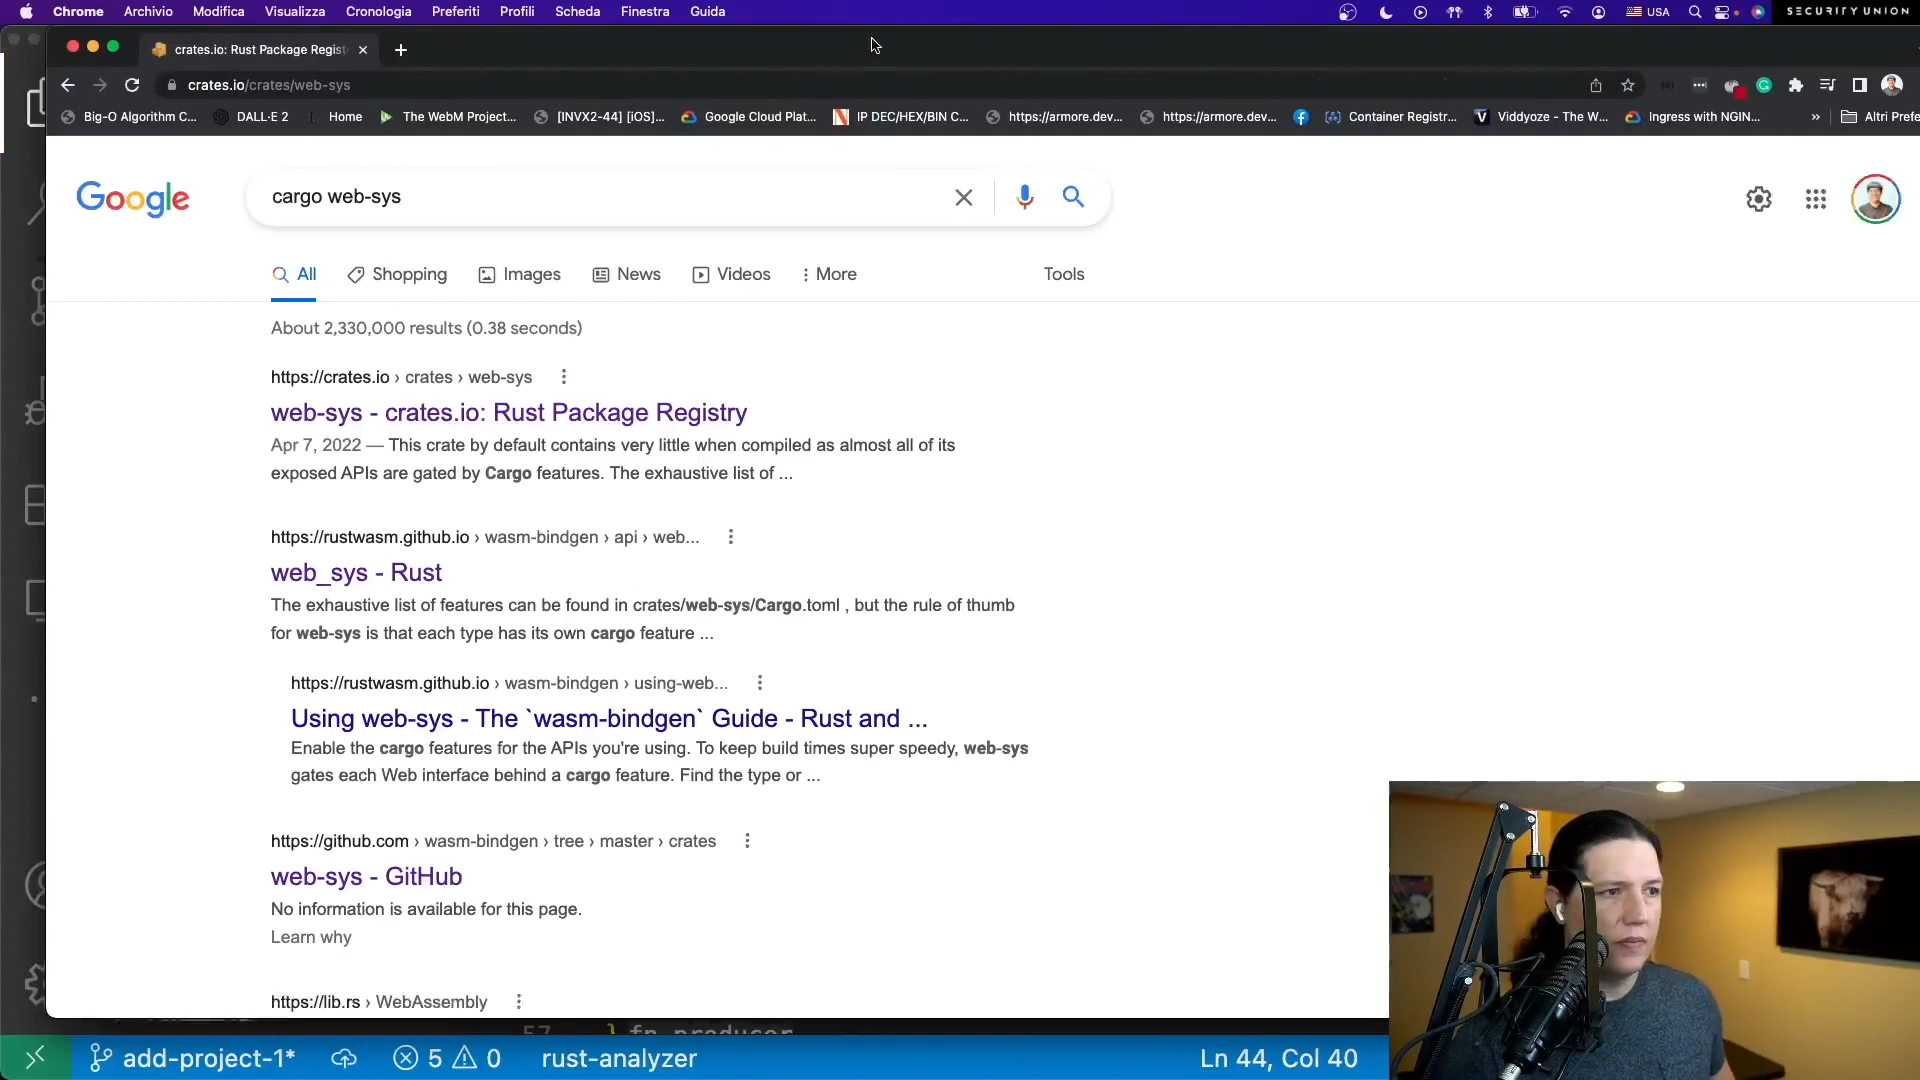 Chrome Archivio Modifica Visualizza Cronologia Preferiti Profili Scheda Finestra Guida USA SECURITY UNION
crates.io: Rust Package Regist
crates.io/crates/web-sys
Big-O Algorithm C... DALL·E 2 Home The WebM Project... [INVX2-44] [iOS]... Google Cloud Plat... IP DEC/HEX/BIN C... https://armore.dev... https://armore.dev... Container Registr... Viddyoze - The W... Ingress with NGIN... » Altri Prefe
Google cargo web-sys
All Shopping Images News Videos More Tools
About 2,330,000 results (0.38 seconds)
https://crates.io › crates › web-sys
web-sys - crates.io: Rust Package Registry
Apr 7, 2022 — This crate by default contains very little when compiled as almost all of its
exposed APIs are gated by Cargo features. The exhaustive list of ...
https://rustwasm.github.io › wasm-bindgen › api › web...
web_sys - Rust
The exhaustive list of features can be found in crates/web-sys/Cargo.toml , but the rule of thumb
for web-sys is that each type has its own cargo feature ...
https://rustwasm.github.io › wasm-bindgen › using-web...
Using web-sys - The `wasm-bindgen` Guide - Rust and ...
Enable the cargo features for the APIs you're using. To keep build times super speedy, web-sys
gates each Web interface behind a cargo feature. Find the type or ...
https://github.com › wasm-bindgen › tree › master › crates
web-sys - GitHub
No information is available for this page.
Learn why
https://lib.rs › WebAssembly
57 } fn producer
add-project-1* 5 0 rust-analyzer Ln 44, Col 40